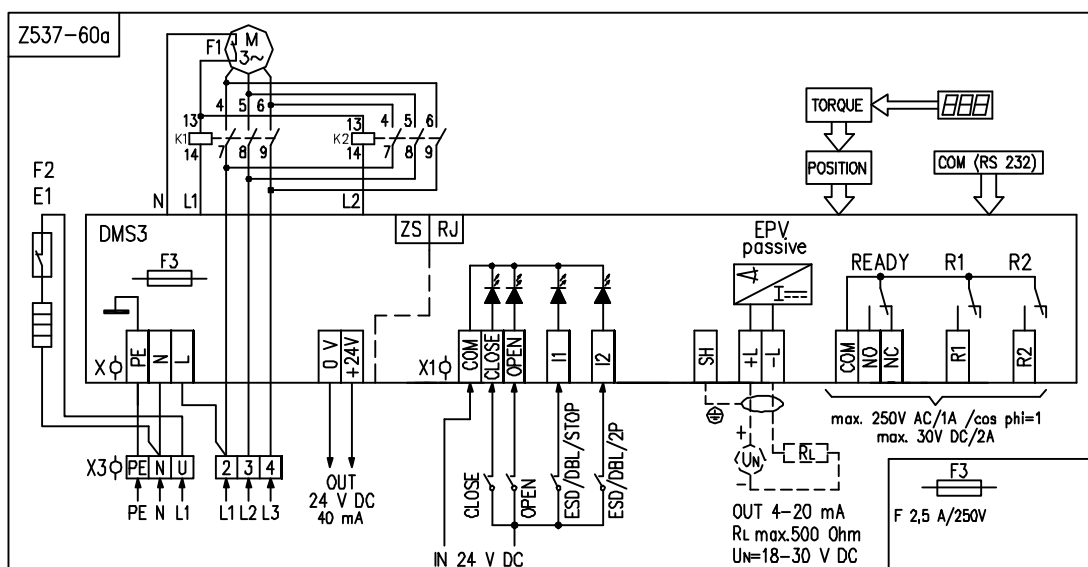 Z537-60a
F1
M
3~
4 5 6
13
K1
14
7 8 9
4 5 6
13
K2
14
7 8 9
N L1 L2
F2
E1
TORQUE
POSITION
COM (RS 232)
DMS3
F3
ZS RJ
EPV
passive
READY R1 R2
X
PE N L
0 V
+24V
X1
COM
CLOSE
OPEN
I1
I2
SH
+L
-L
COM
NO
NC
R1
R2
max. 250V AC/1A /cos phi=1
max. 30V DC/2A
X3
PE N U 2 3 4
PE N L1 L1 L2 L3
OUT
24 V DC
40 mA
CLOSE
OPEN
ESD/DBL/STOP
ESD/DBL/2P
IN 24 V DC
+
UN
-
RL
OUT 4-20 mA
RL max.500 Ohm
UN=18-30 V DC
F3
F 2,5 A/250V